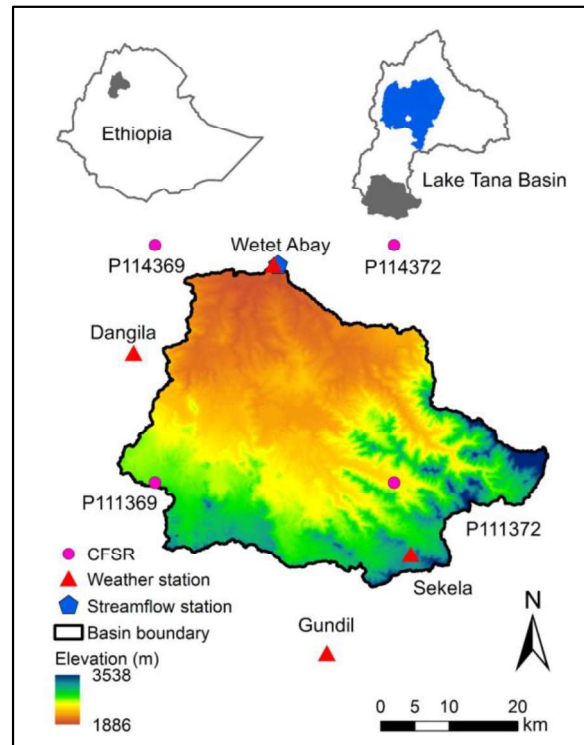 Ethiopia
Lake Tana Basin
P114369
Wetet Abay
P114372
Dangila
P111369
P111372
CFSR
Weather station
Streamflow station
Basin boundary
Sekela
Gundil
N
Elevation (m)
3538
1886
0 5 10 20
km